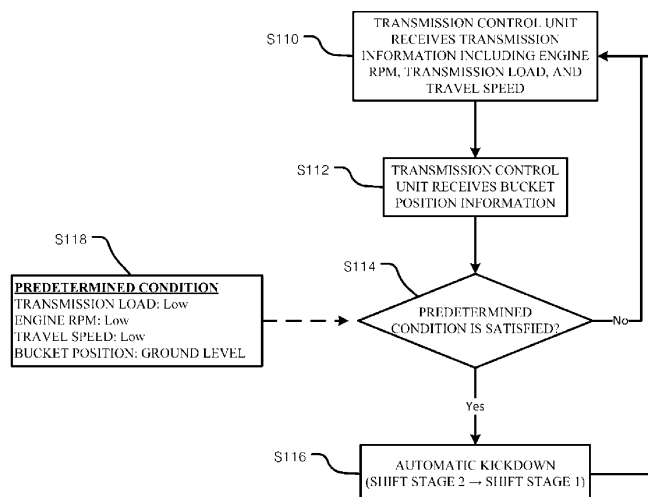 S110
TRANSMISSION CONTROL UNIT
RECEIVES TRANSMISSION
INFORMATION INCLUDING ENGINE
RPM, TRANSMISSION LOAD, AND
TRAVEL SPEED
S112
TRANSMISSION CONTROL
UNIT RECEIVES BUCKET
POSITION INFORMATION
S118
PREDETERMINED CONDITION
TRANSMISSION LOAD: Low
ENGINE RPM: Low
TRAVEL SPEED: Low
BUCKET POSITION: GROUND LEVEL
S114
PREDETERMINED
CONDITION IS SATISFIED?
No
Yes
S116
AUTOMATIC KICKDOWN
(SHIFT STAGE 2 → SHIFT STAGE 1)